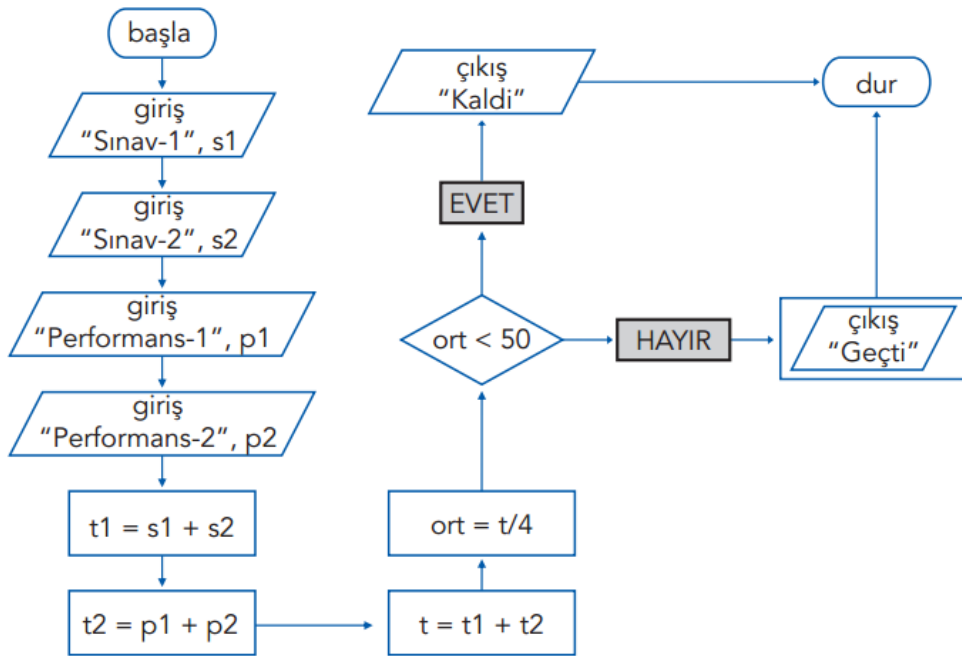 başla
giriş
“Sınav-1”, s1
giriş
“Sınav-2”, s2
giriş
“Performans-1”, p1
giriş
“Performans-2”, p2
t1 = s1 + s2
t2 = p1 + p2
t = t1 + t2
ort = t/4
ort < 50
EVET
çıkış
“Kaldi”
HAYIR
çıkış
“Geçti”
dur